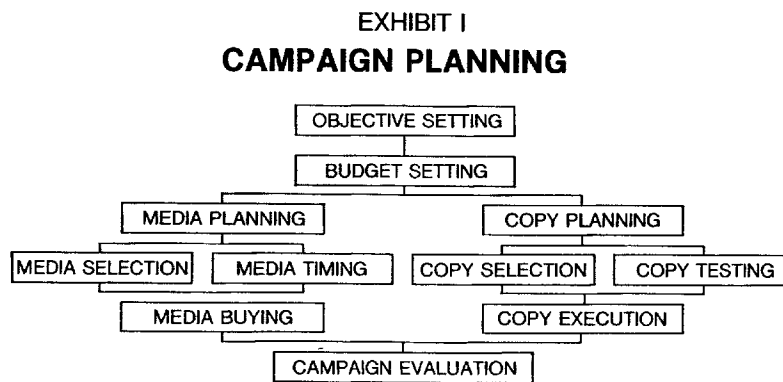 EXHIBIT I
CAMPAIGN PLANNING
OBJECTIVE SETTING
BUDGET SETTING
MEDIA PLANNING
COPY PLANNING
MEDIA SELECTION
MEDIA TIMING
COPY SELECTION
COPY TESTING
MEDIA BUYING
COPY EXECUTION
CAMPAIGN EVALUATION